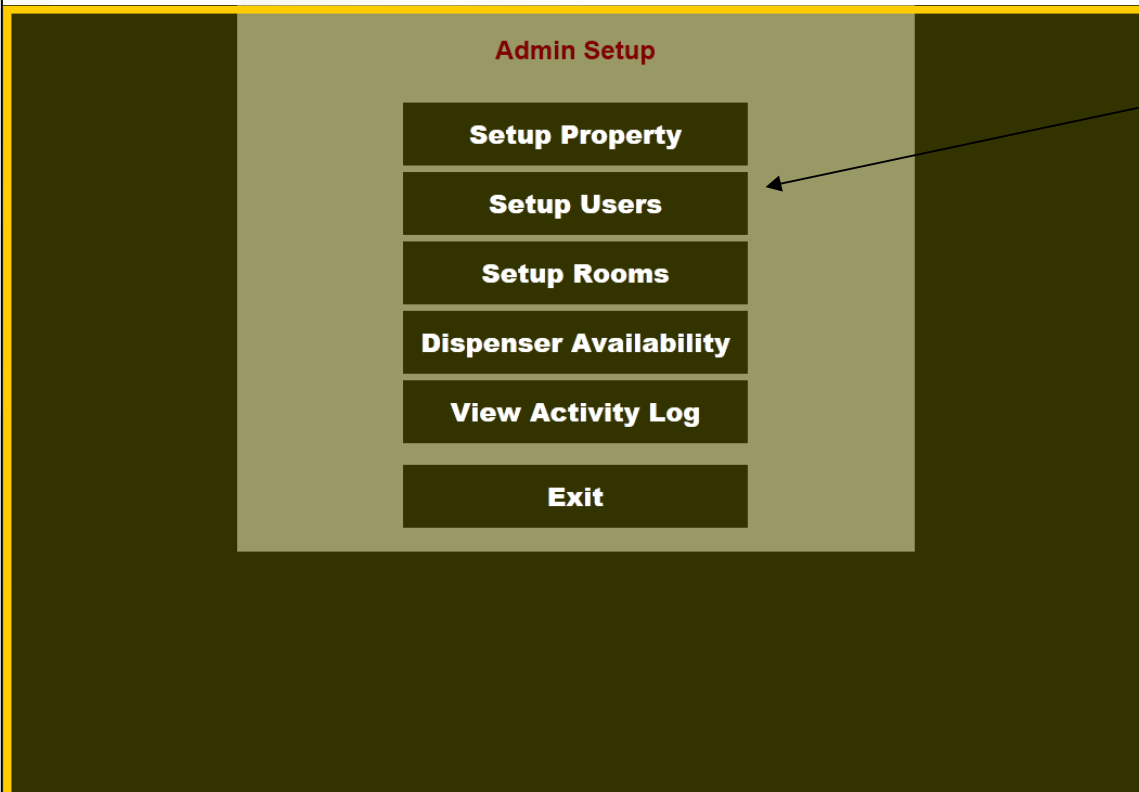 Admin Setup
Setup Property
Setup Users
Setup Rooms
Dispenser Availability
View Activity Log
Exit